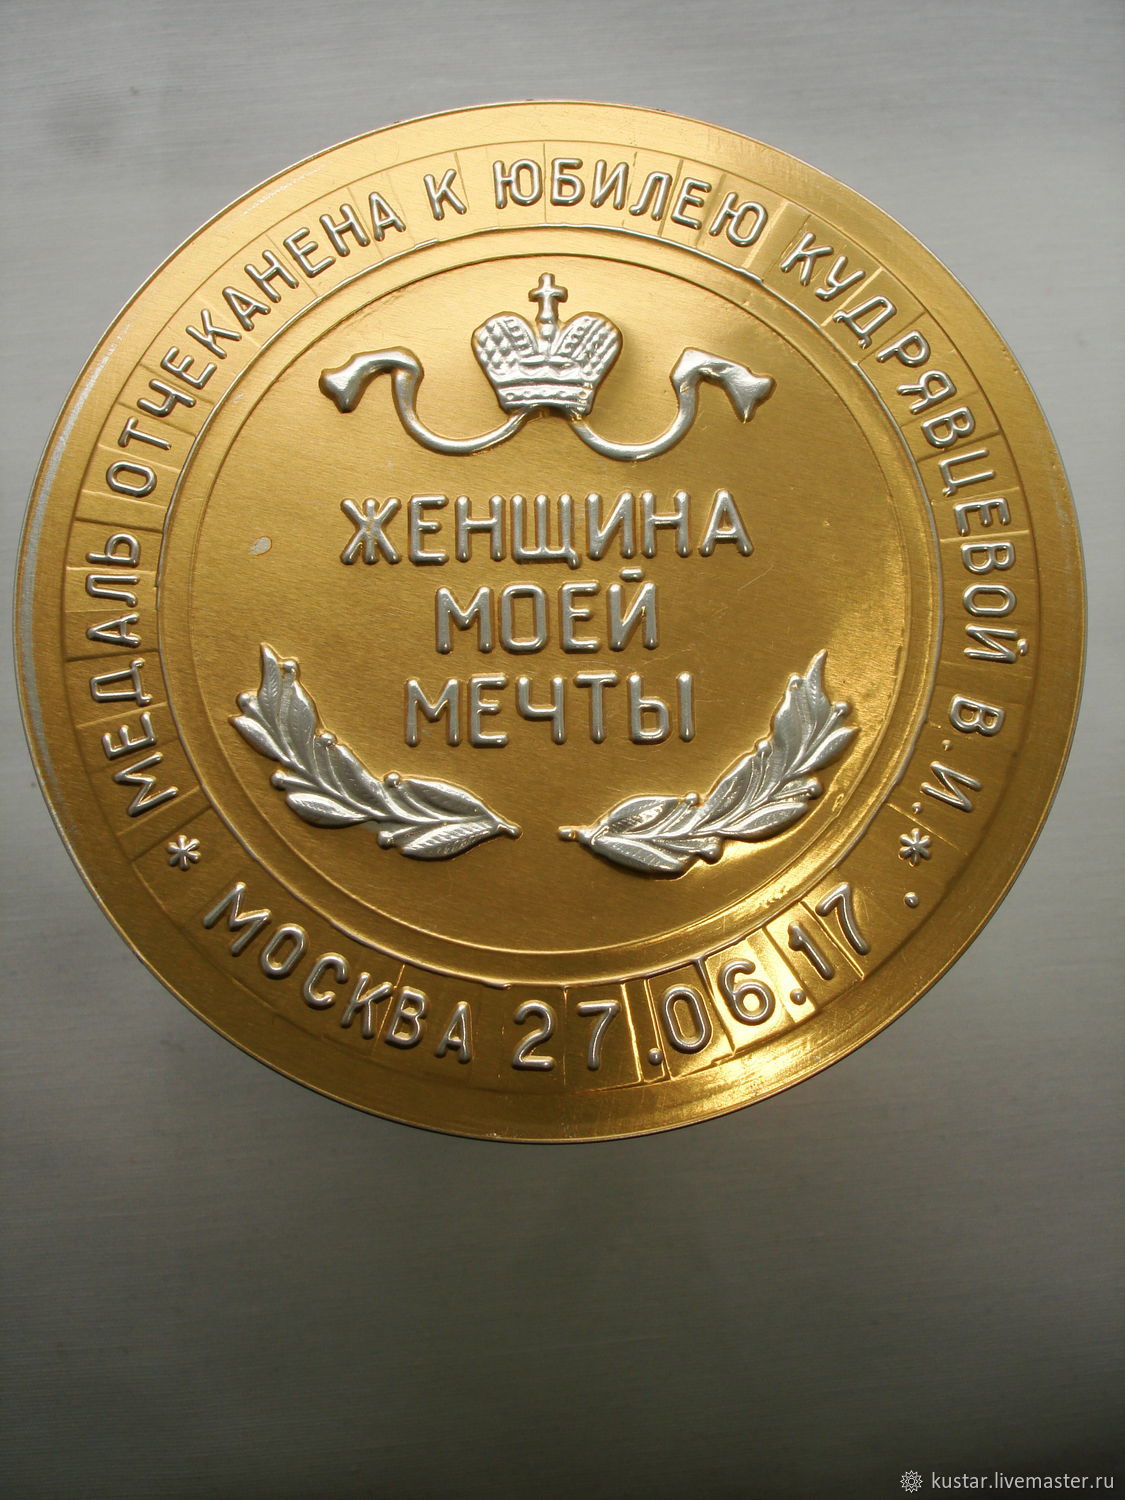 МЕДАЛЬ ОТЧЕКАНЕНА К ЮБИЛЕЮ КУДРЯВЦЕВОЙ В.И.
ЖЕНЩИНА
МОЕЙ
МЕЧТЫ
* МОСКВА 27.06.17. *
kustar.livemaster.ru